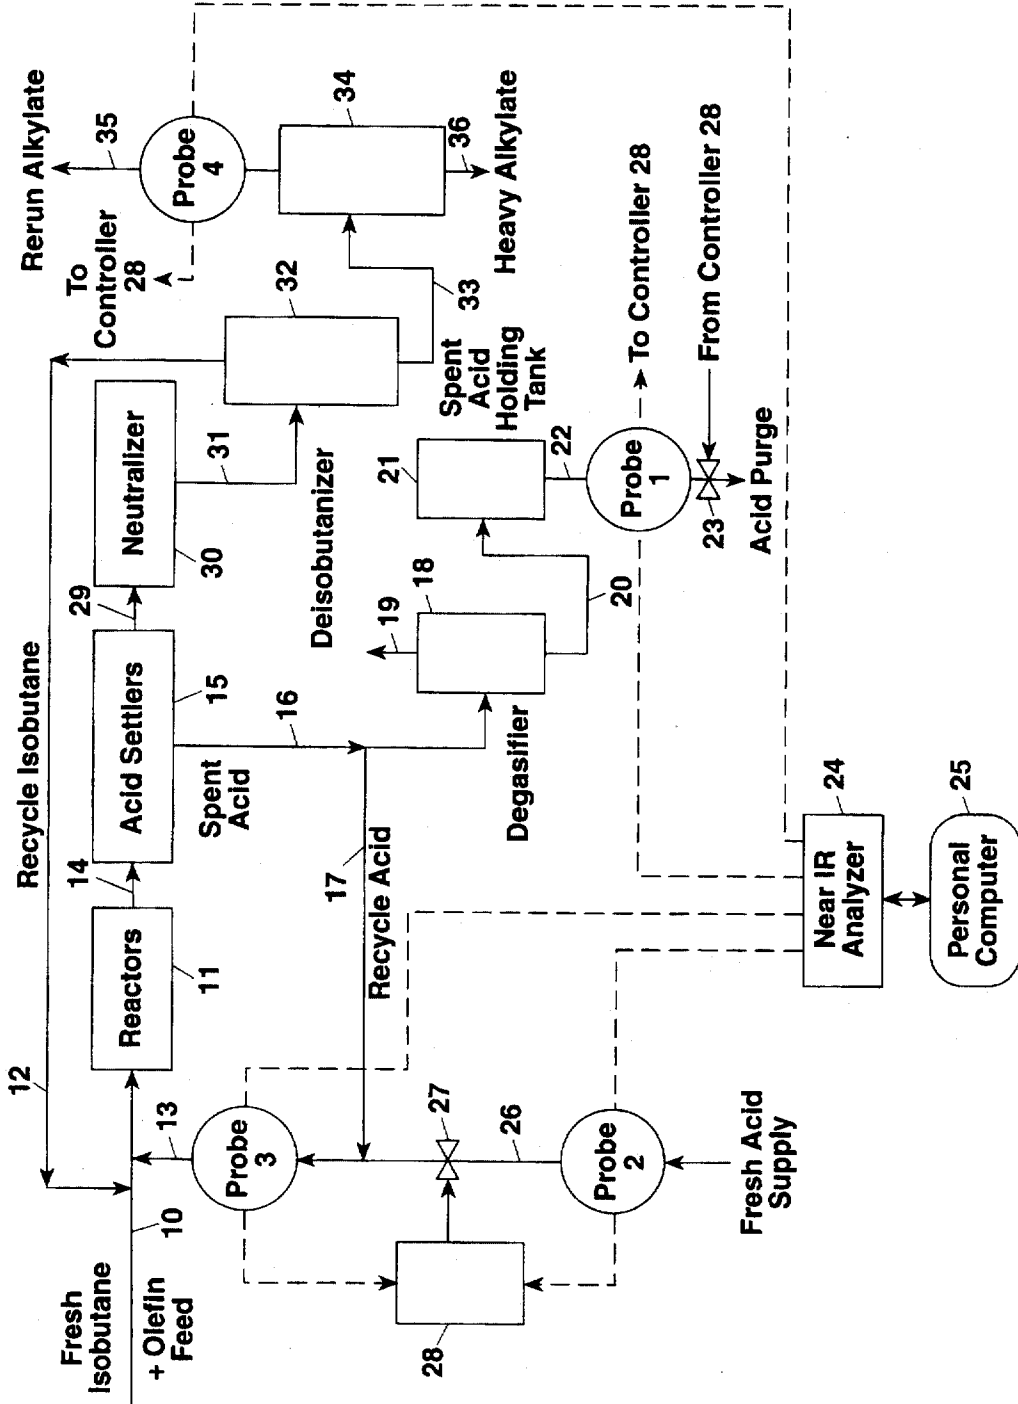 Fresh
Isobutane
+ Olefin
Feed
10
12
Recycle Isobutane
Reactors
11
14
Acid Settlers
15
29
Neutralizer
30
31
Deisobutanizer
32
33
To
Controller
28
Rerun Alkylate
35
Probe
4
34
36
Heavy Alkylate
13
Probe
3
Spent
Acid
16
17
Recycle Acid
Degasifier
18
19
20
21
Spent
Acid
Holding
Tank
22
Probe
1
To Controller 28
From Controller 28
23
Acid Purge
27
26
28
Probe
2
Fresh Acid
Supply
Near IR
Analyzer
24
Personal
Computer
25